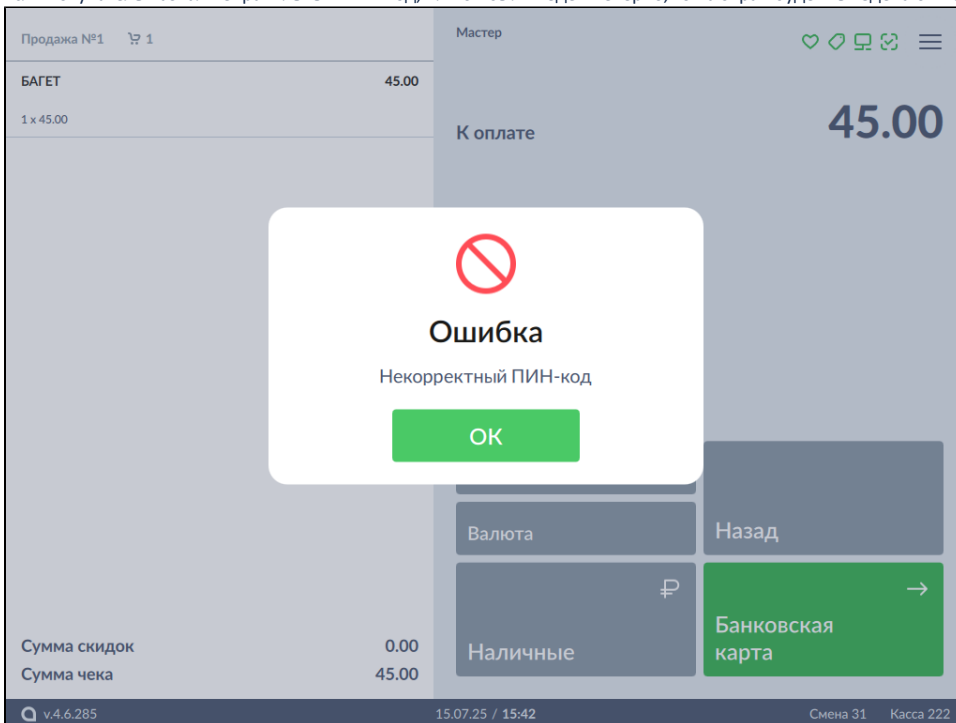 Продажа №1 1
Мастер
БАГЕТ 45.00
1 x 45.00
К оплате 45.00
Ошибка
Некорректный ПИН-код
ОК
Валюта
Назад
Наличные
Банковская
карта
Сумма скидок 0.00
Сумма чека 45.00
v.4.6.285 15.07.25 / 15:42 Смена 31 Касса 222